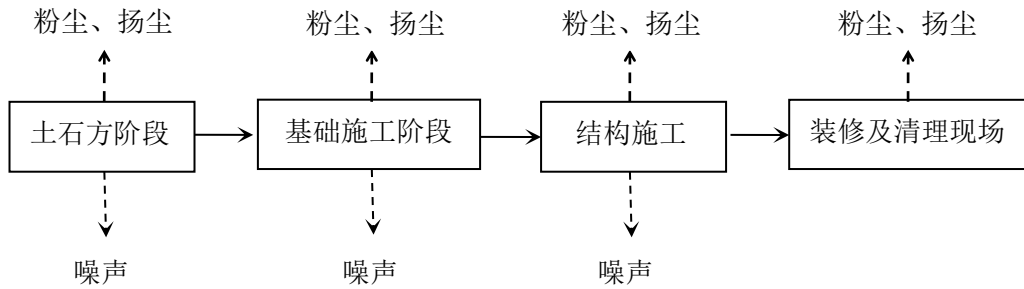 粉尘、扬尘 粉尘、扬尘 粉尘、扬尘 粉尘、扬尘
土石方阶段 基础施工阶段 结构施工 装修及清理现场
噪声 噪声 噪声